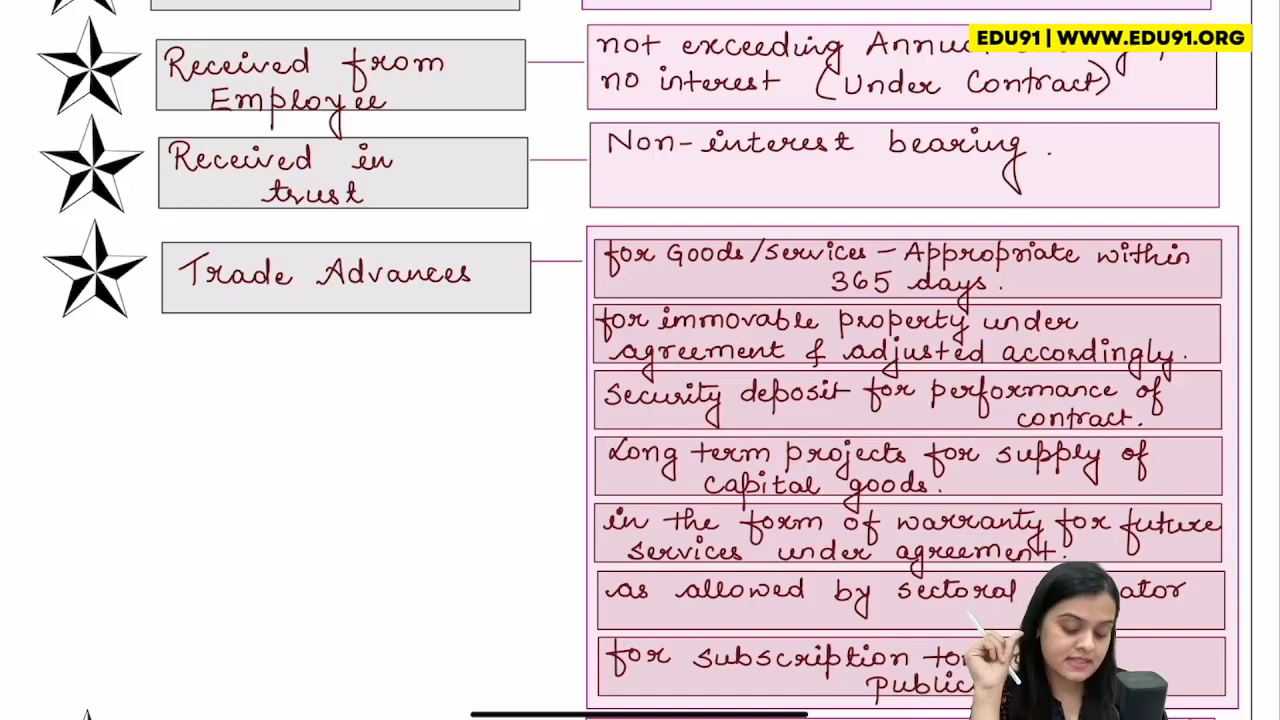 EDU91 | WWW.EDU91.ORG
Received from
Employee
not exceeding
no interest (Under Contract)
Received in
trust
Non-interest bearing.
Trade Advances
for Goods/Services - Appropriate within
365 days.
for immovable property under
agreement & adjusted accordingly.
Security deposit for performance of
contract.
Long term projects for supply of
capital goods.
in the form of warranty for future
services under agreement.
as allowed by sectoral
for subscription
public